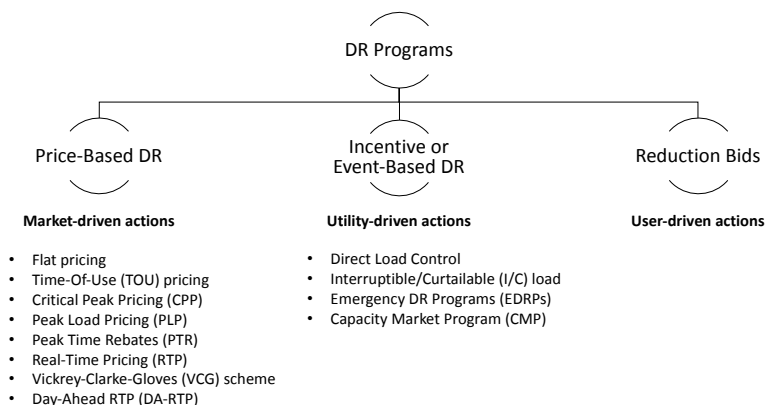 DR Programs
Price-Based DR
Incentive or
Event-Based DR
Reduction Bids
Market-driven actions
Utility-driven actions
User-driven actions
• Flat pricing
• Time-Of-Use (TOU) pricing
• Critical Peak Pricing (CPP)
• Peak Load Pricing (PLP)
• Peak Time Rebates (PTR)
• Real-Time Pricing (RTP)
• Vickrey-Clarke-Gloves (VCG) scheme
• Day-Ahead RTP (DA-RTP)
• Direct Load Control
• Interruptible/Curtailable (I/C) load
• Emergency DR Programs (EDRPs)
• Capacity Market Program (CMP)